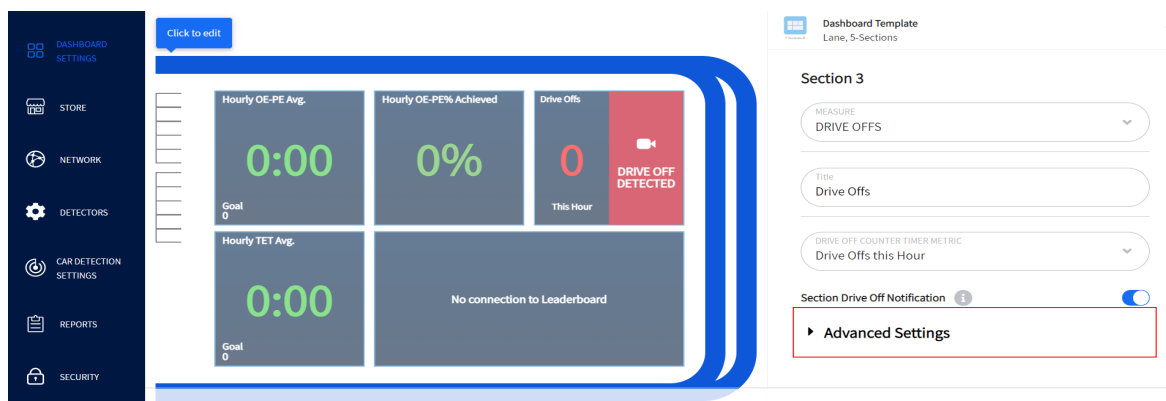 DASHBOARD
SETTINGS
STORE
NETWORK
DETECTORS
CAR DETECTION
SETTINGS
REPORTS
SECURITY
Click to edit
Hourly OE-PE Avg.
0:00
Goal
0
Hourly OE-PE% Achieved
0%
Drive Offs
0
This Hour
DRIVE OFF
DETECTED
Hourly TET Avg.
0:00
Goal
0
No connection to Leaderboard
Dashboard Template
Lane, 5-Sections
Section 3
MEASURE
DRIVE OFFS
Title
Drive Offs
DRIVE OFF COUNTER TIMER METRIC
Drive Offs this Hour
Section Drive Off Notification
Advanced Settings